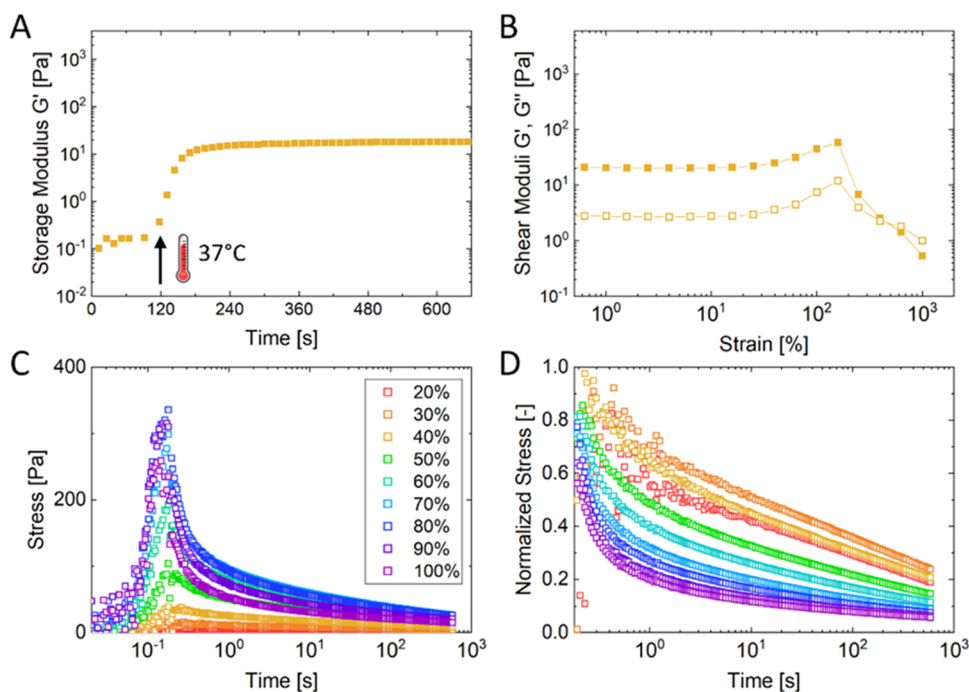 A
Storage Modulus G' [Pa]
10³
10²
10¹
10⁰
10⁻¹
10⁻²
37°C
0 120 240 360 480 600
Time [s]
B
Shear Moduli G', G'' [Pa]
10³
10²
10¹
10⁰
10⁻¹
10⁰ 10¹ 10² 10³
Strain [%]
C
Stress [Pa]
400
200
0
20%
30%
40%
50%
60%
70%
80%
90%
100%
10⁻¹ 10⁰ 10¹ 10² 10³
Time [s]
D
Normalized Stress [-]
1.0
0.8
0.6
0.4
0.2
0.0
10⁰ 10¹ 10² 10³
Time [s]